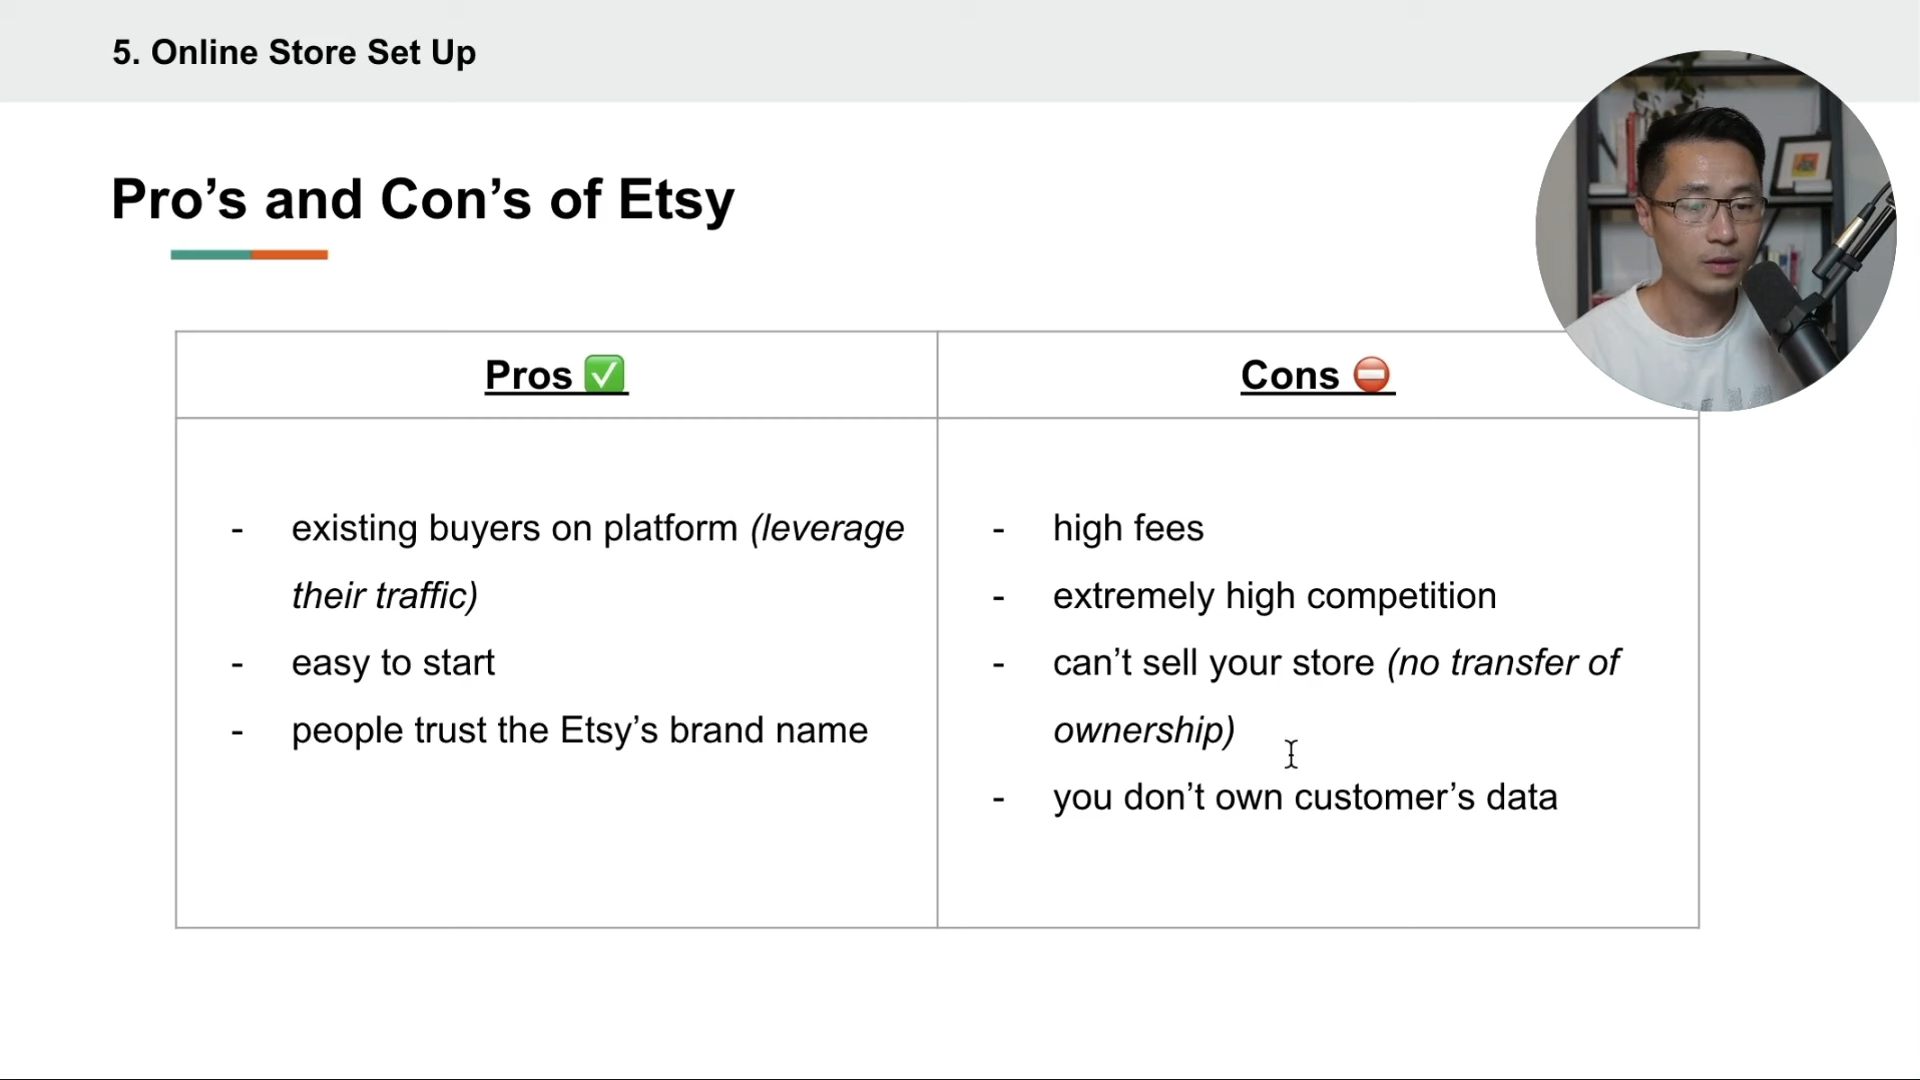 5. Online Store Set Up
Pro’s and Con’s of Etsy
Pros ✅
Cons ⛔
- existing buyers on platform (leverage
their traffic)
- easy to start
- people trust the Etsy’s brand name
- high fees
- extremely high competition
- can’t sell your store (no transfer of
ownership)
- you don’t own customer’s data